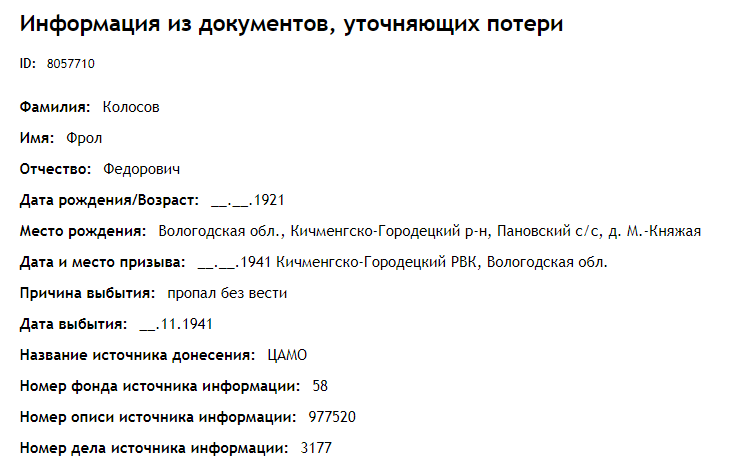 Информация из документов, уточняющих потери
ID: 8057710
Фамилия: Колосов
Имя: Фрол
Отчество: Федорович
Дата рождения/Возраст: __.__.1921
Место рождения: Вологодская обл., Кичменгско-Городецкий р-н, Пановский с/с, д. М.-Княжая
Дата и место призыва: __.__.1941 Кичменгско-Городецкий РВК, Вологодская обл.
Причина выбытия: пропал без вести
Дата выбытия: __.11.1941
Название источника донесения: ЦАМО
Номер фонда источника информации: 58
Номер описи источника информации: 977520
Номер дела источника информации: 3177